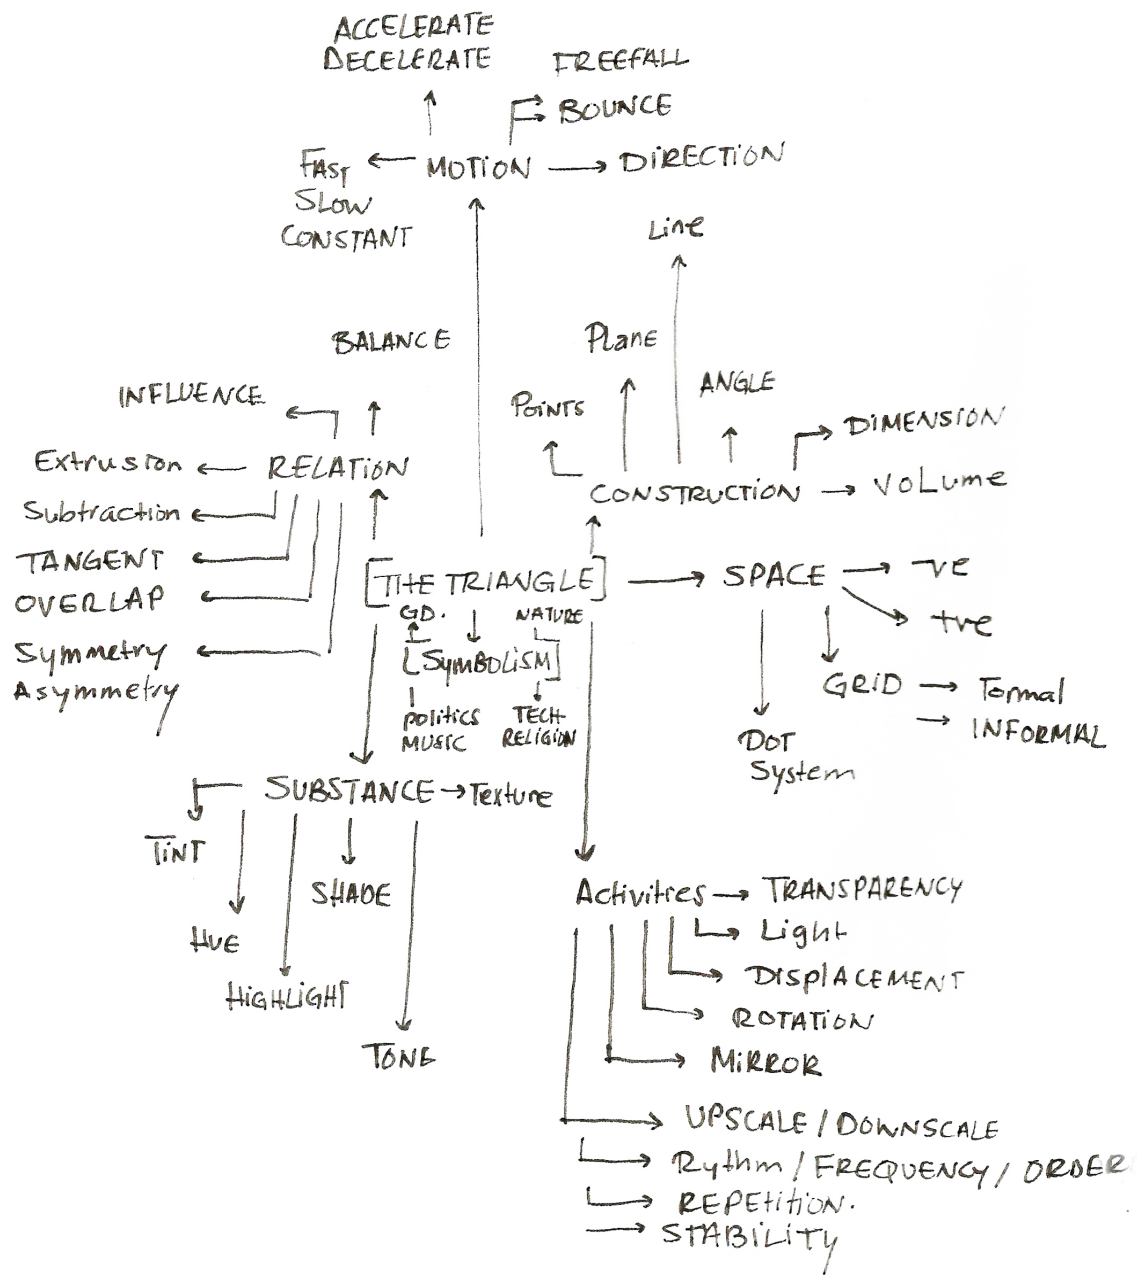 ACCELERATE
DECELERATE
FREEFALL
BOUNCE
FAST
MOTION
DIRECTION
SLOW
CONSTANT
Line
BALANCE
Plane
INFLUENCE
POINTS
ANGLE
DIMENSION
Extrusion
RELATION
CONSTRUCTION
VOLume
Subtraction
TANGENT
[THE TRIANGLE]
SPACE
-ve
OVERLAP
GD.
NATURE
+ve
Symmetry
Asymmetry
[SYMBOLISM]
GRID
Formal
INFORMAL
politics
MUSIC
TECH-
RELIGION
DOT
System
SUBSTANCE
Texture
TINT
SHADE
HUE
HIGHLIGHT
TONE
Activities
TRANSPARENCY
Light
DISPLACEMENT
ROTATION
MIRROR
UPSCALE / DOWNSCALE
Rythm / FREQUENCY / ORDER
REPEtition.
STABILITY